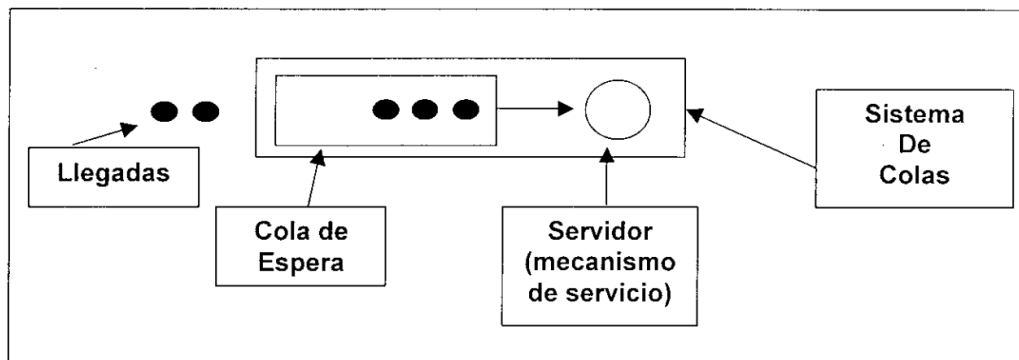 Llegadas
Cola de
Espera
Servidor
(mecanismo
de servicio)
Sistema
De
Colas